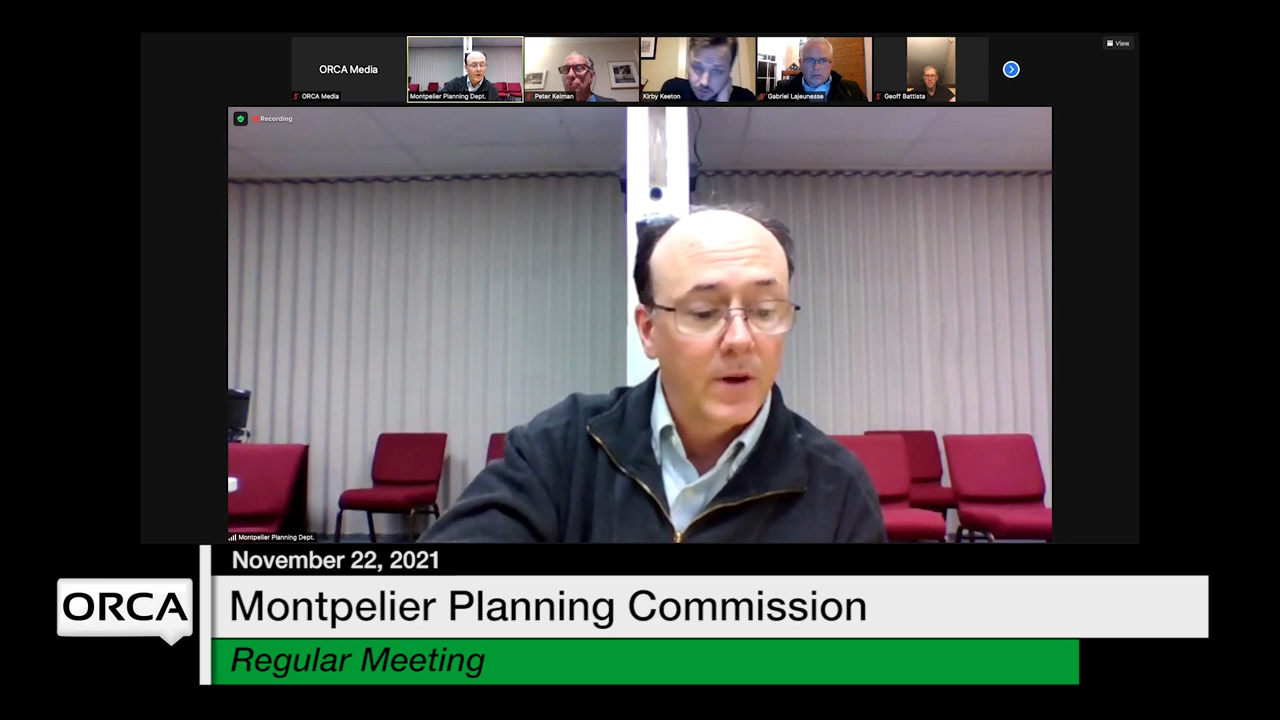 View
ORCA Media
ORCA Media
Montpelier Planning Dept.
Peter Kelman
Kirby Keeton
Gabriel Lajeunesse
Geoff Battista
Recording
Montpelier Planning Dept.
November 22, 2021
ORCA
Montpelier Planning Commission
Regular Meeting